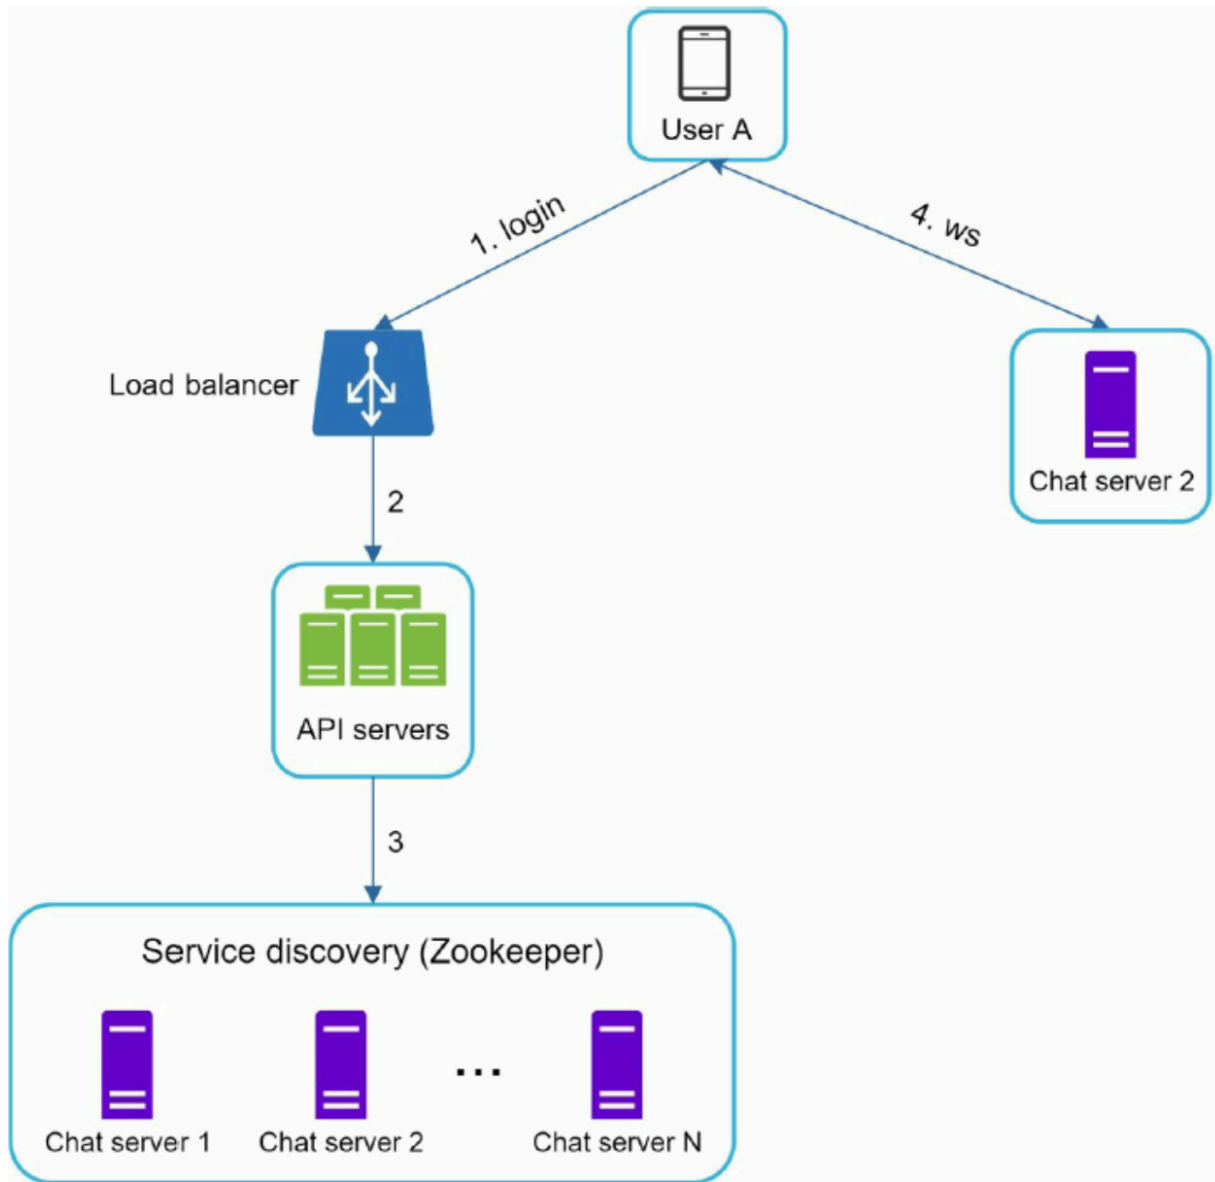 User A
1. login
4. ws
Load balancer
Chat server 2
2
API servers
3
Service discovery (Zookeeper)
...
Chat server 1
Chat server 2
Chat server N